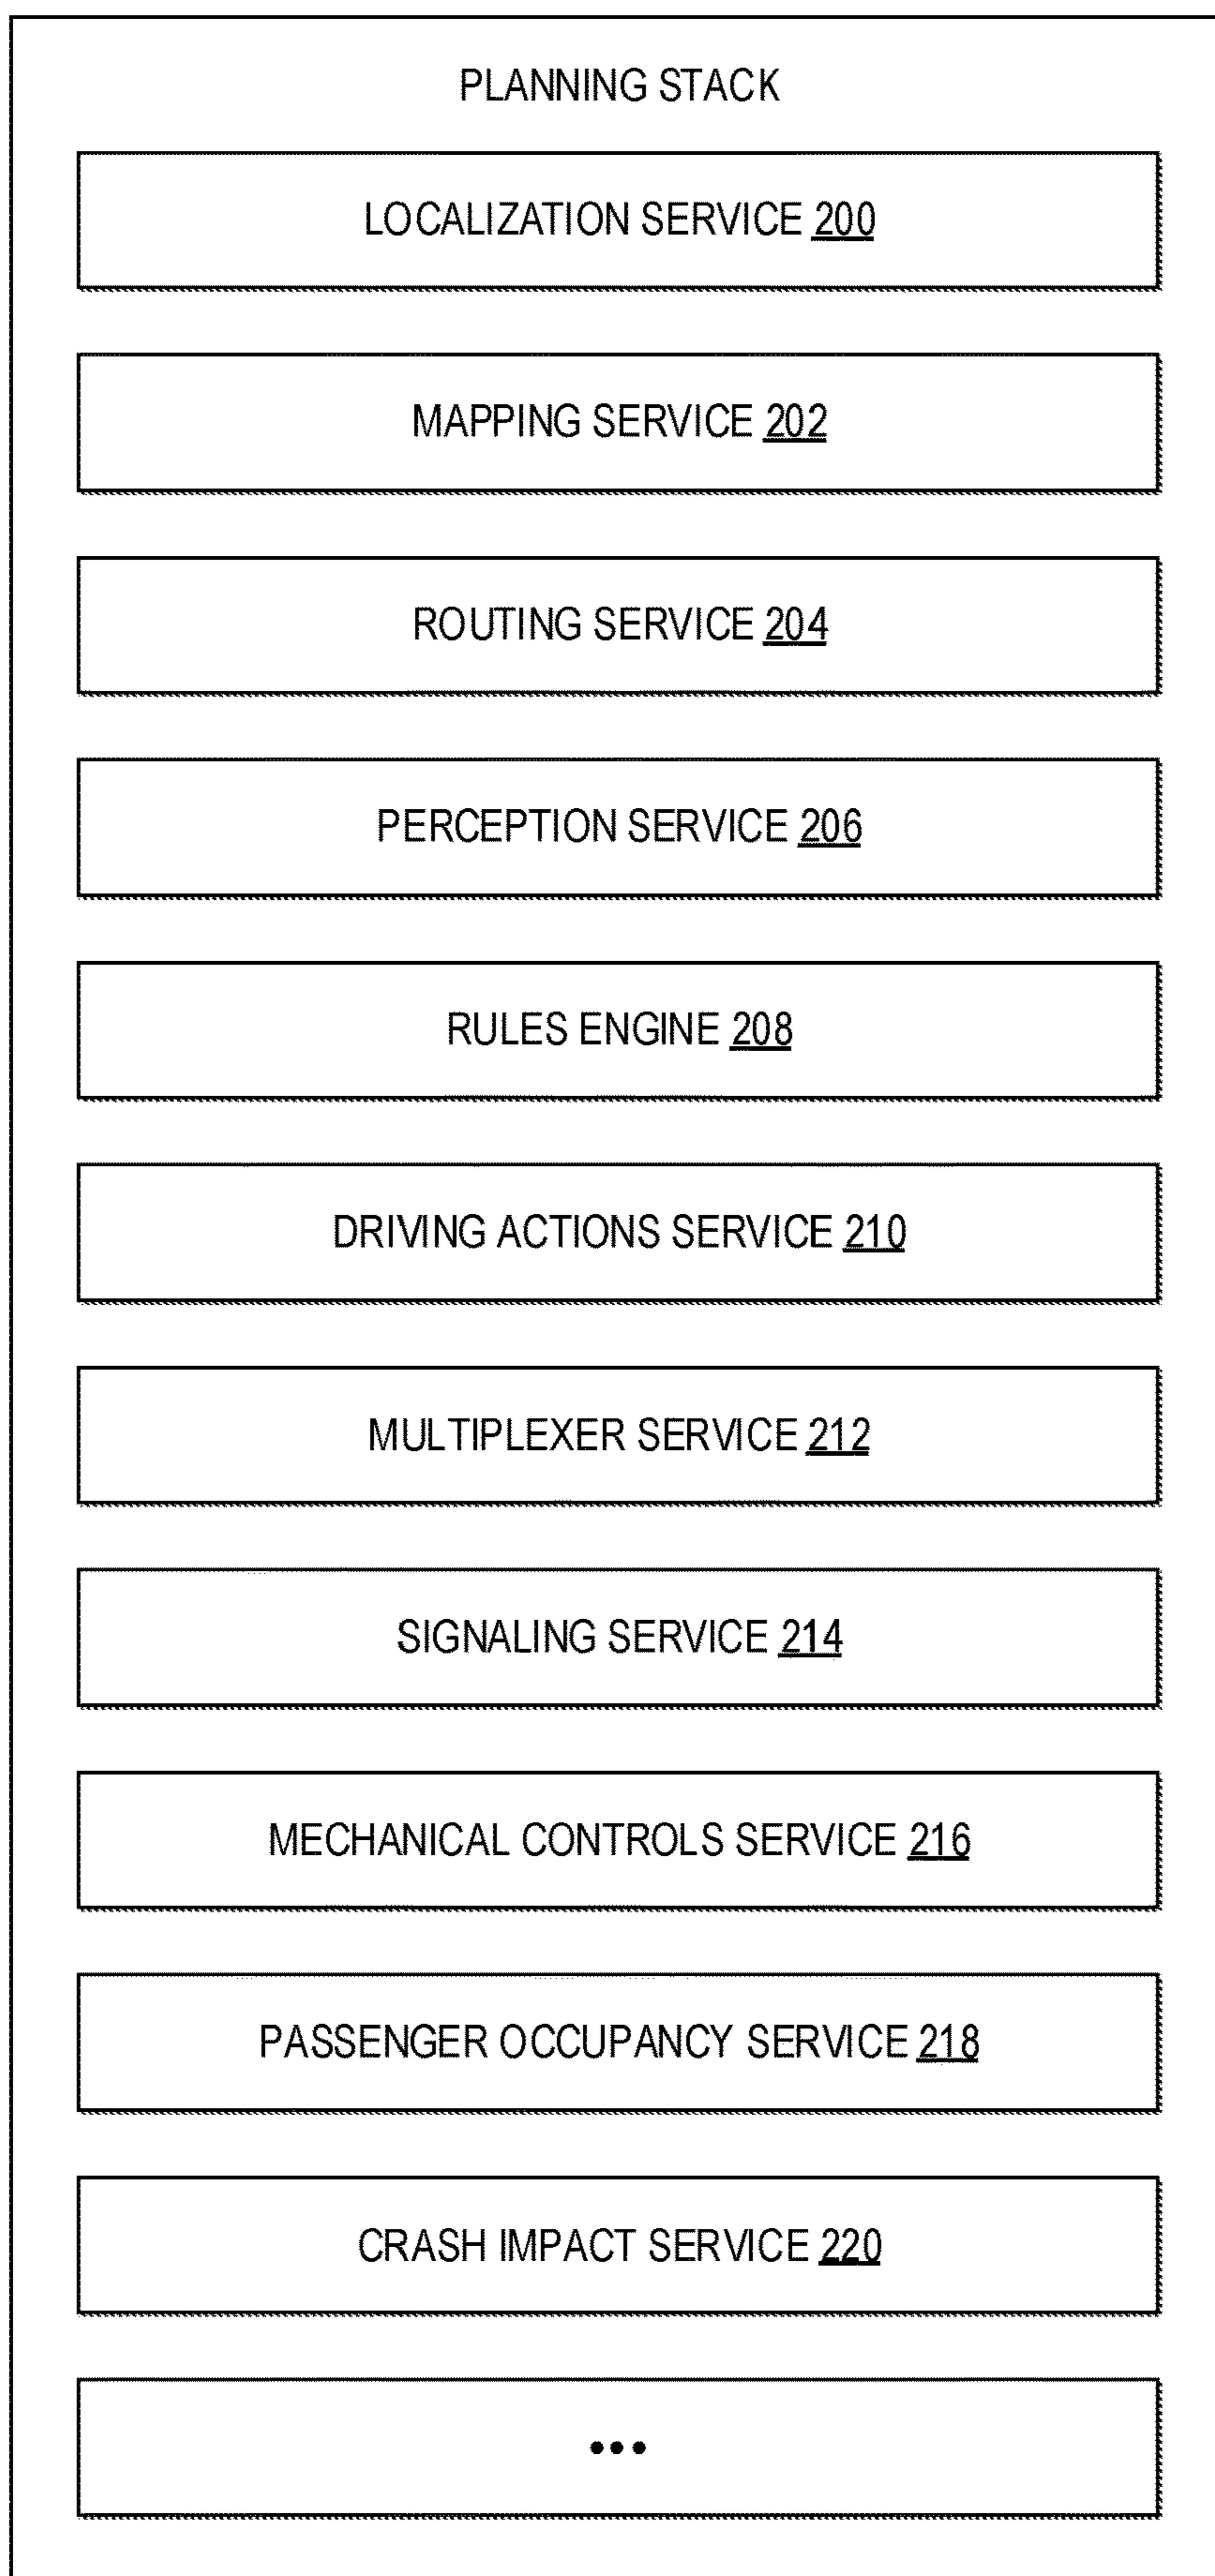 PLANNING STACK
LOCALIZATION SERVICE 200
MAPPING SERVICE 202
ROUTING SERVICE 204
PERCEPTION SERVICE 206
RULES ENGINE 208
DRIVING ACTIONS SERVICE 210
MULTIPLEXER SERVICE 212
SIGNALING SERVICE 214
MECHANICAL CONTROLS SERVICE 216
PASSENGER OCCUPANCY SERVICE 218
CRASH IMPACT SERVICE 220
•••